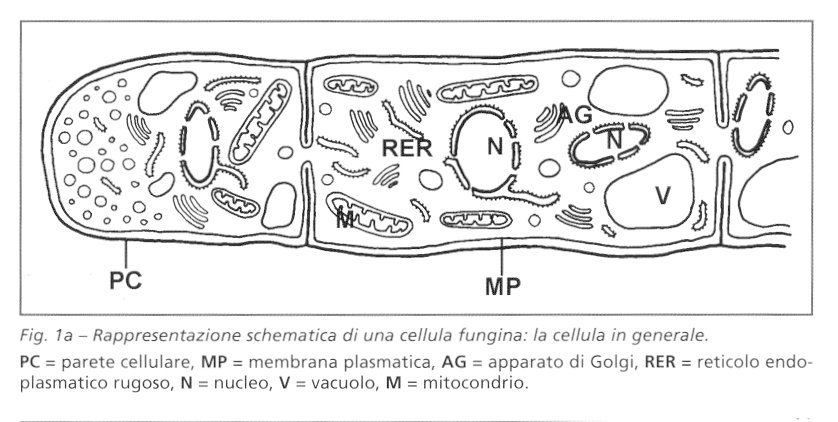 AG
N
N
RER
V
M
PC
MP
Fig. 1a – Rappresentazione schematica di una cellula fungina: la cellula in generale.
PC = parete cellulare, MP = membrana plasmatica, AG = apparato di Golgi, RER = reticolo endo-
plasmatico rugoso, N = nucleo, V = vacuolo, M = mitocondrio.